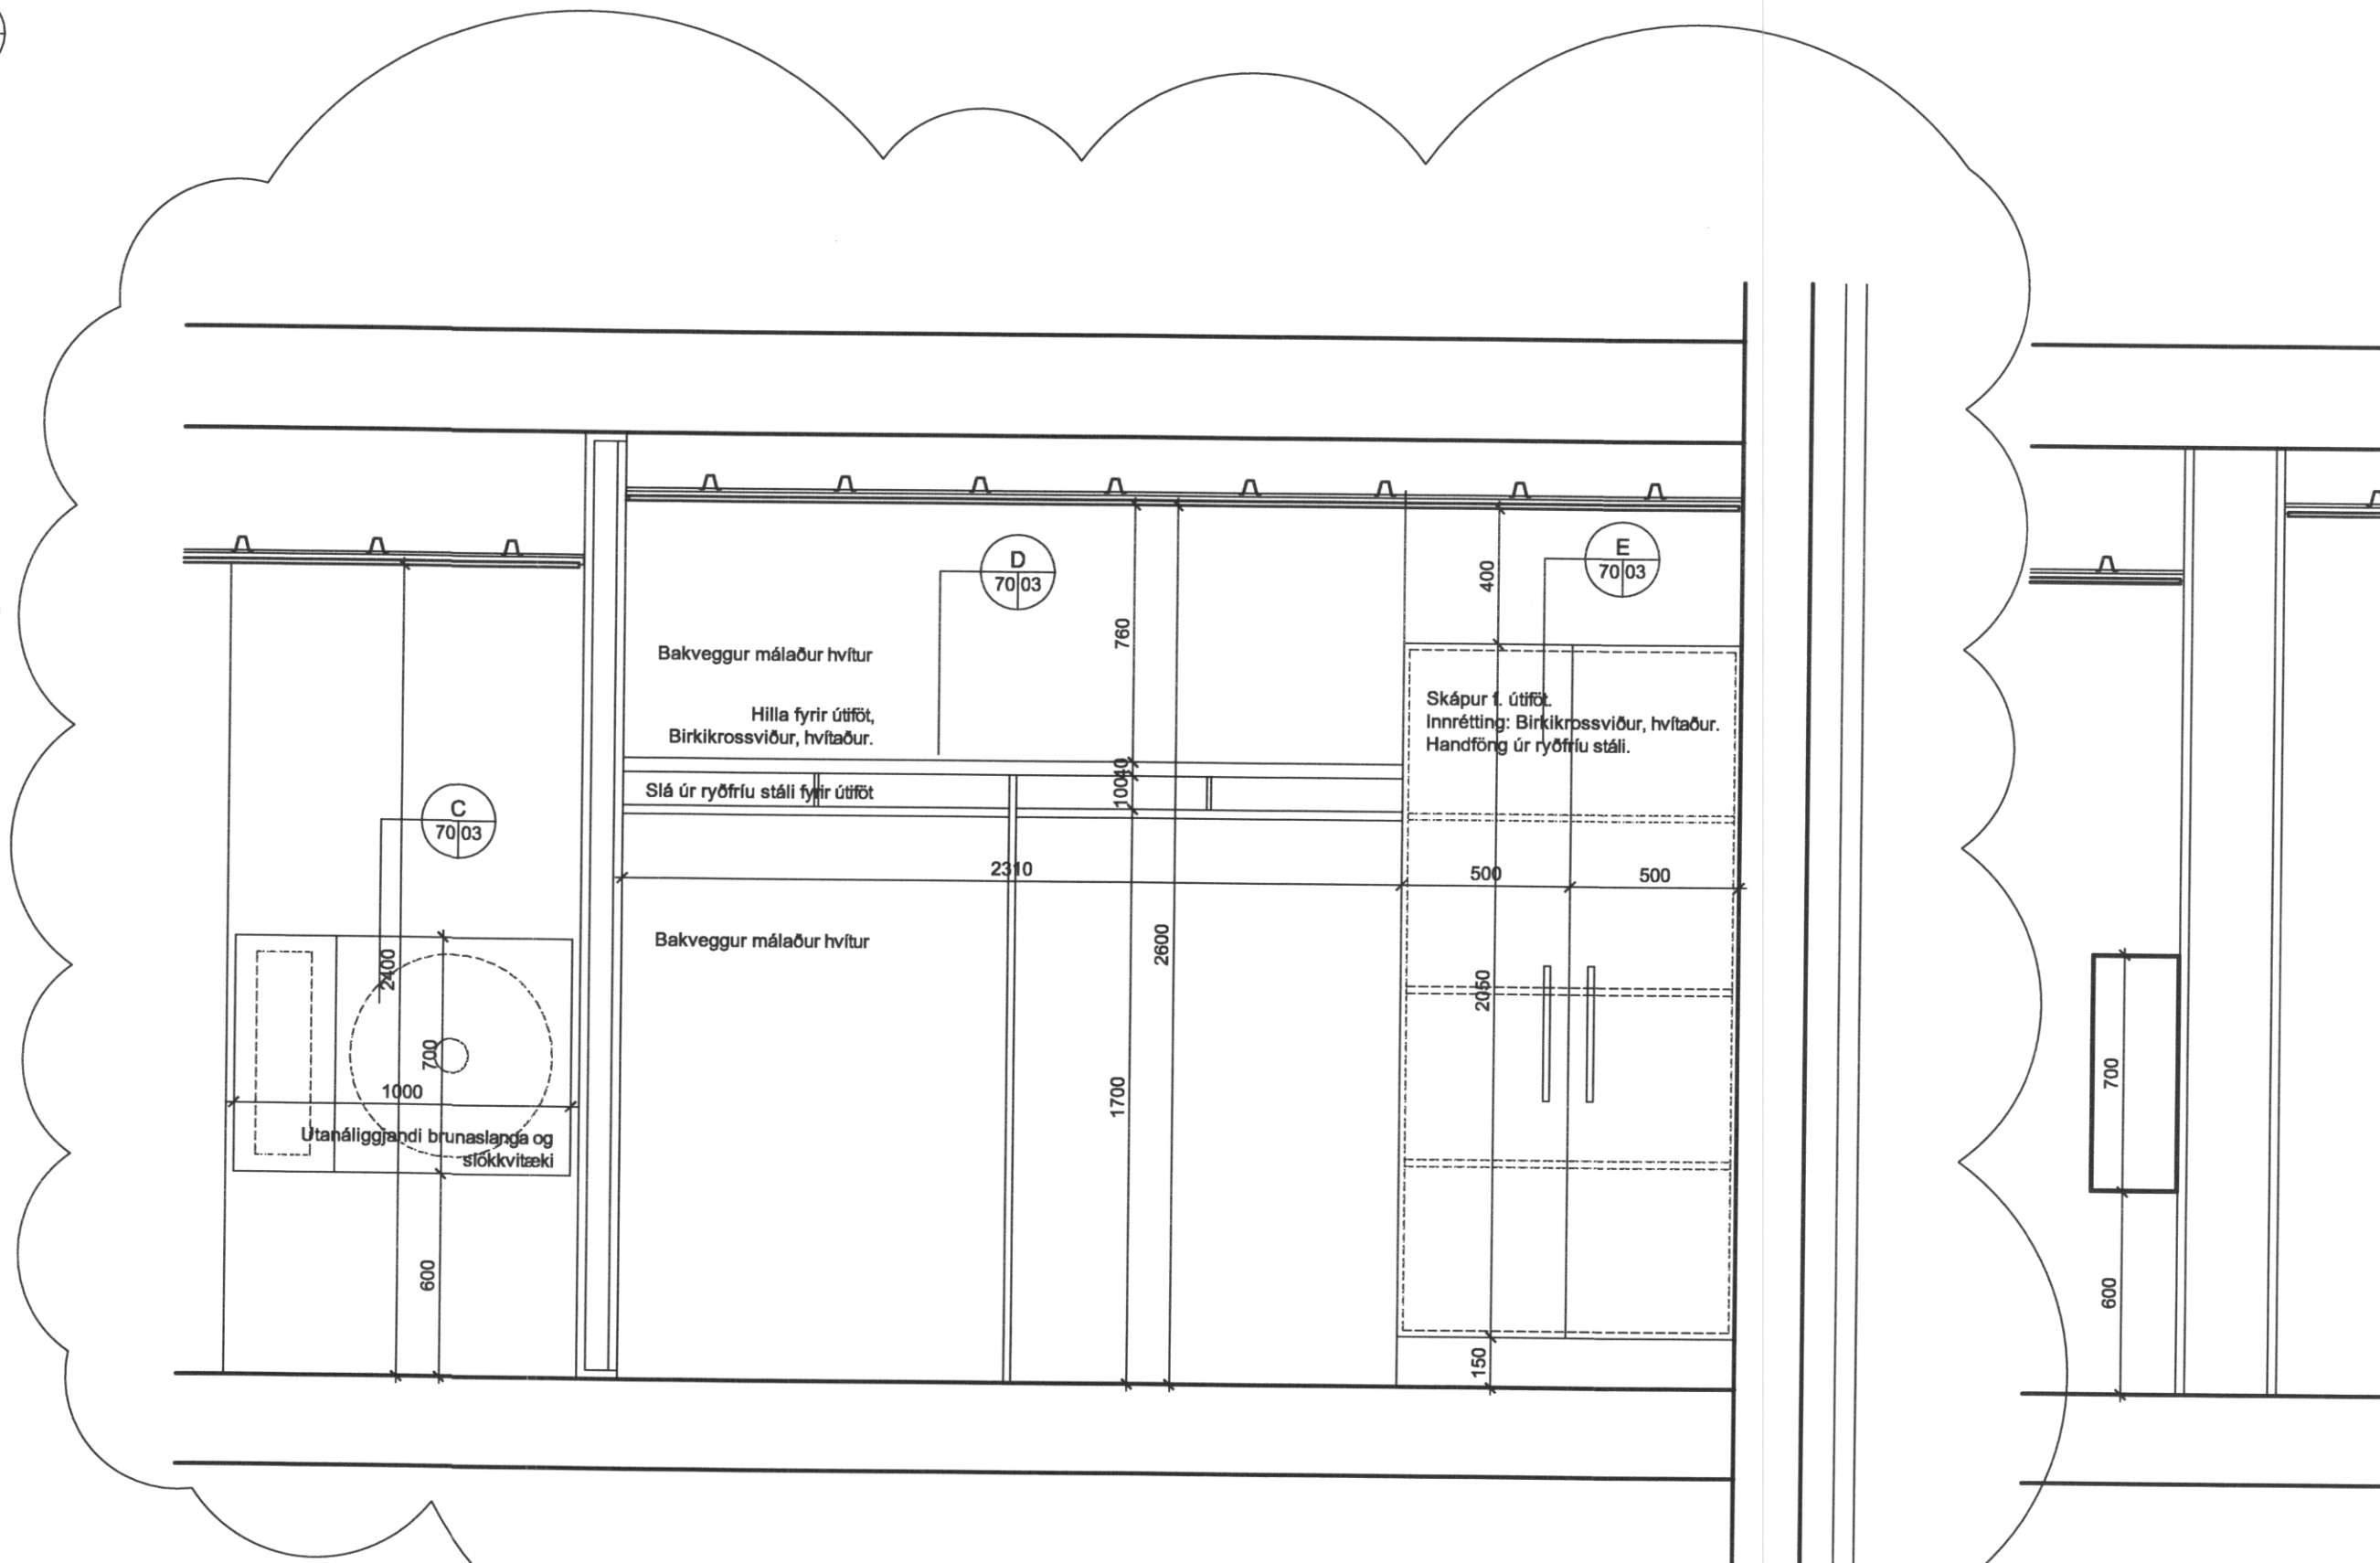 D
70 03
E
70 03
400
760
Bakveggur málaður hvítur
Hilla fyrir útiföt,
Birkikrossviður, hvítaður.
Skápur f. útiföt.
Innrétting: Birkikrossviður, hvítaður.
Handföng úr ryðfríu stáli.
40
100
Slá úr ryðfríu stáli fyrir útiföt
C
70 03
2310
500
500
Bakveggur málaður hvítur
2400
2600
2050
700
1000
1700
Utanáliggjandi brunaslanga og
slökkvitæki
600
150
700
600